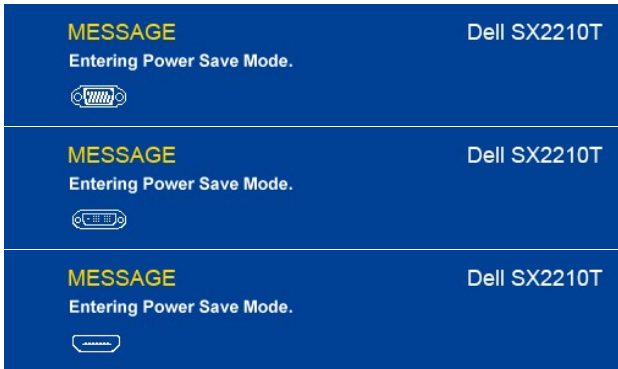 MESSAGE Dell SX2210T
Entering Power Save Mode.
MESSAGE Dell SX2210T
Entering Power Save Mode.
MESSAGE Dell SX2210T
Entering Power Save Mode.